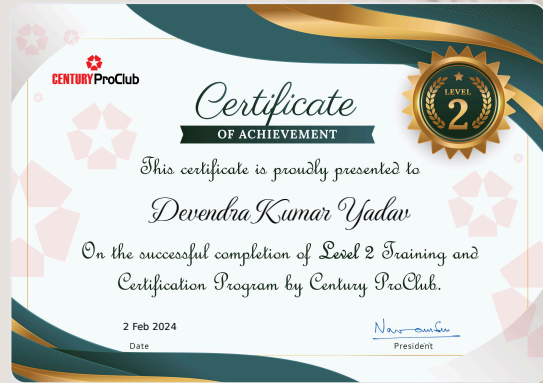 CENTURY ProClub
Certificate
OF ACHIEVEMENT
LEVEL
2
This certificate is proudly presented to
Devendra Kumar Yadav
On the successful completion of Level 2 Training and
Certification Program by Century ProClub.
2 Feb 2024
Date
President